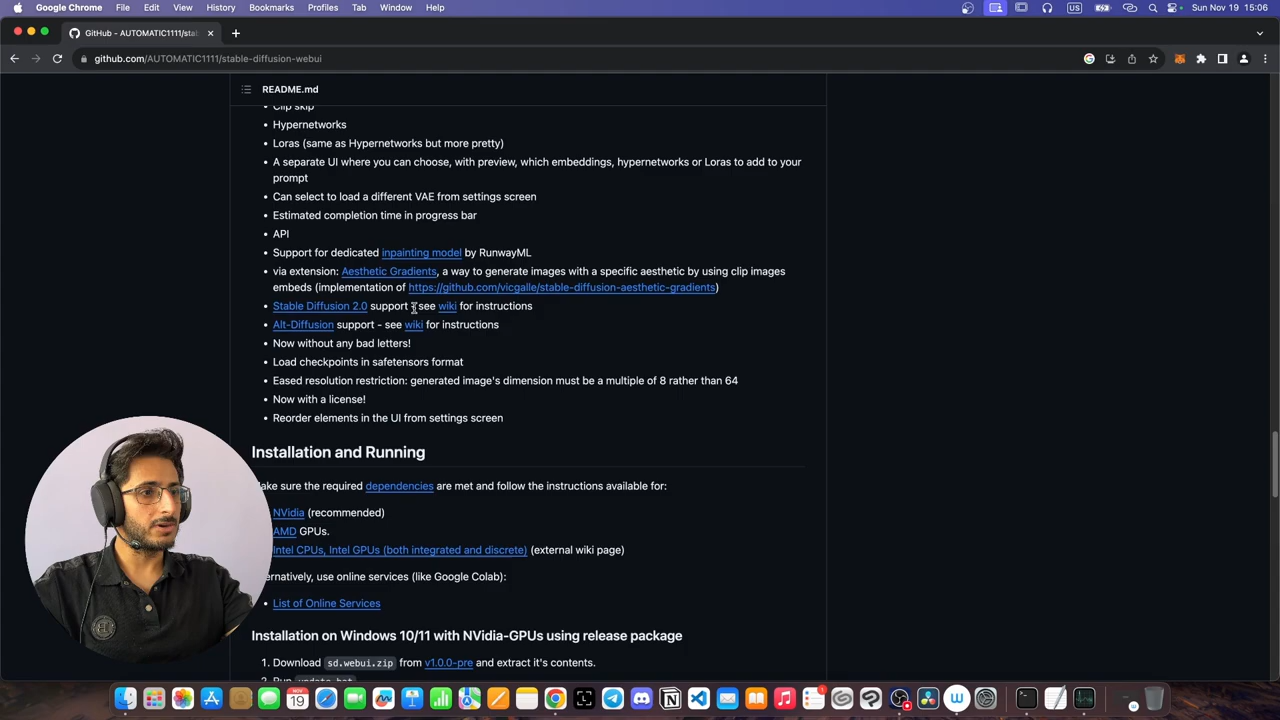 Google Chrome File Edit View History Bookmarks Profiles Tab Window Help US Sun Nov 19 15:06
GitHub - AUTOMATIC1111/sta
github.com/AUTOMATIC1111/stable-diffusion-webui
README.md
Clip skip
Hypernetworks
Loras (same as Hypernetworks but more pretty)
A separate UI where you can choose, with preview, which embeddings, hypernetworks or Loras to add to your
prompt
Can select to load a different VAE from settings screen
Estimated completion time in progress bar
API
Support for dedicated inpainting model by RunwayML
via extension: Aesthetic Gradients, a way to generate images with a specific aesthetic by using clip images
embeds (implementation of https://github.com/vicgalle/stable-diffusion-aesthetic-gradients)
Stable Diffusion 2.0 support - see wiki for instructions
Alt-Diffusion support - see wiki for instructions
Now without any bad letters!
Load checkpoints in safetensors format
Eased resolution restriction: generated image's dimension must be a multiple of 8 rather than 64
Now with a license!
Reorder elements in the UI from settings screen
Installation and Running
ake sure the required dependencies are met and follow the instructions available for:
NVidia (recommended)
AMD GPUs.
Intel CPUs, Intel GPUs (both integrated and discrete) (external wiki page)
ernatively, use online services (like Google Colab):
List of Online Services
Installation on Windows 10/11 with NVidia-GPUs using release package
1. Download sd.webui.zip from v1.0.0-pre and extract it's contents.
2. Run update.bat
NOV
19